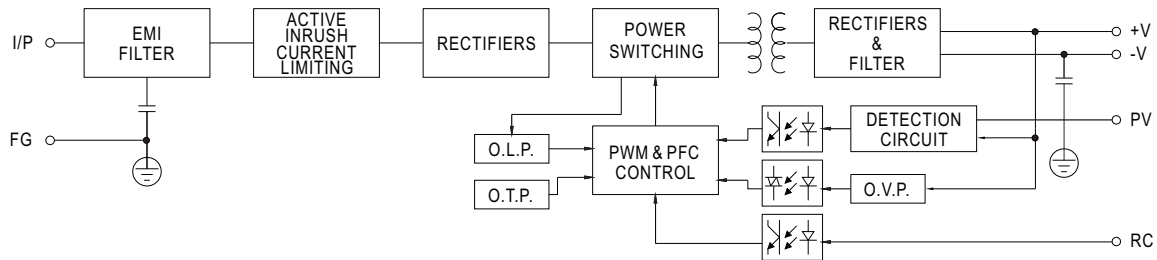 I/P
EMI
FILTER
ACTIVE
INRUSH
CURRENT
LIMITING
RECTIFIERS
POWER
SWITCHING
RECTIFIERS
&
FILTER
+V
-V
FG
O.L.P.
O.T.P.
PWM & PFC
CONTROL
DETECTION
CIRCUIT
PV
O.V.P.
RC